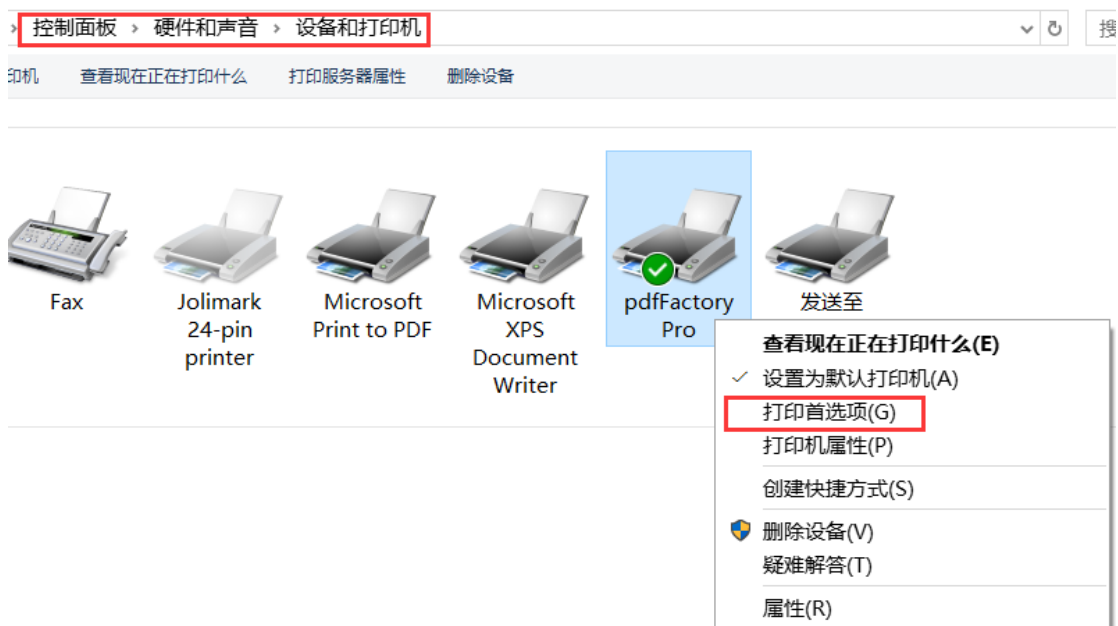 › 控制面板 › 硬件和声音 › 设备和打印机
搜
印机 查看现在正在打印什么 打印服务器属性 删除设备
Fax
Jolimark
24-pin
printer
Microsoft
Print to PDF
Microsoft
XPS
Document
Writer
pdfFactory
Pro
发送至
查看现在正在打印什么(E)
设置为默认打印机(A)
打印首选项(G)
打印机属性(P)
创建快捷方式(S)
删除设备(V)
疑难解答(T)
属性(R)